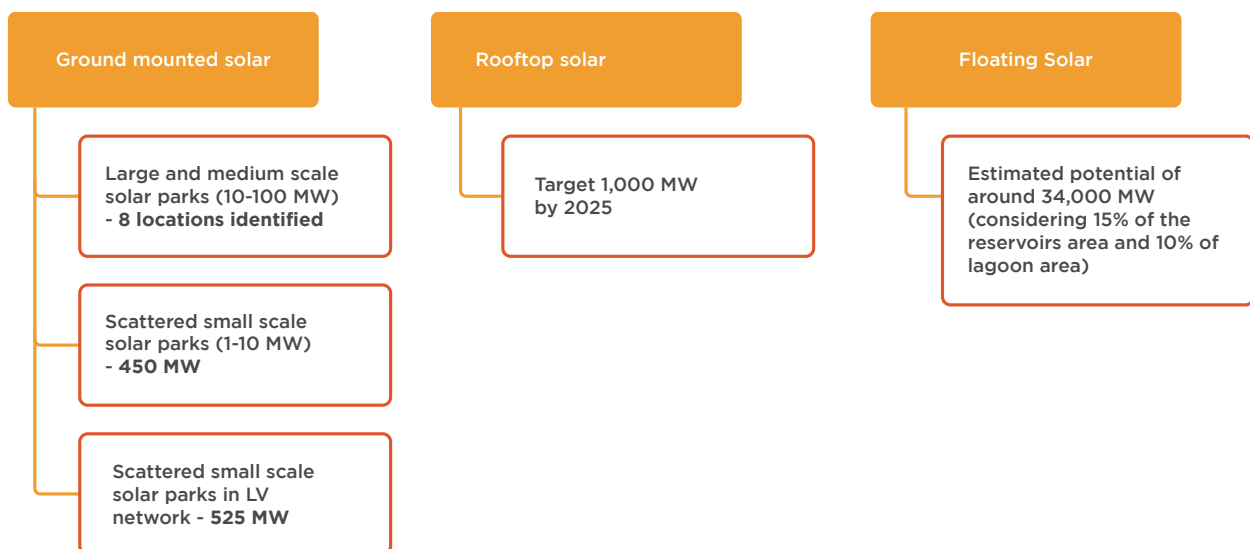 Ground mounted solar
Large and medium scale
solar parks (10-100 MW)
- 8 locations identified
Scattered small scale
solar parks (1-10 MW)
- 450 MW
Scattered small scale
solar parks in LV
network - 525 MW
Rooftop solar
Target 1,000 MW
by 2025
Floating Solar
Estimated potential of
around 34,000 MW
(considering 15% of the
reservoirs area and 10% of
lagoon area)